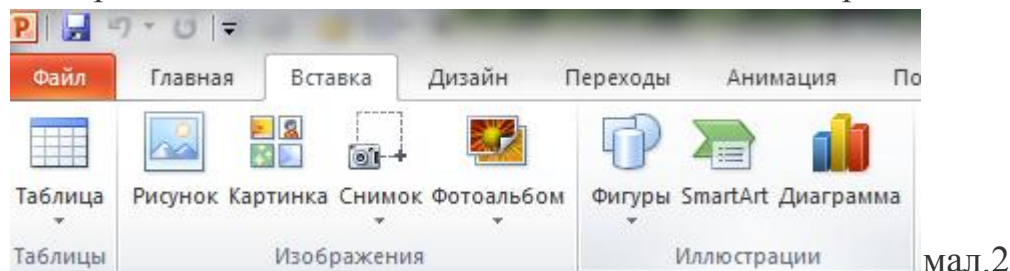 Файл Главная Вставка Дизайн Переходы Анимация По
Таблица Рисунок Картинка Снимок Фотоальбом Фигуры SmartArt Диаграмма
Таблицы Изображения Иллюстрации
мал.2